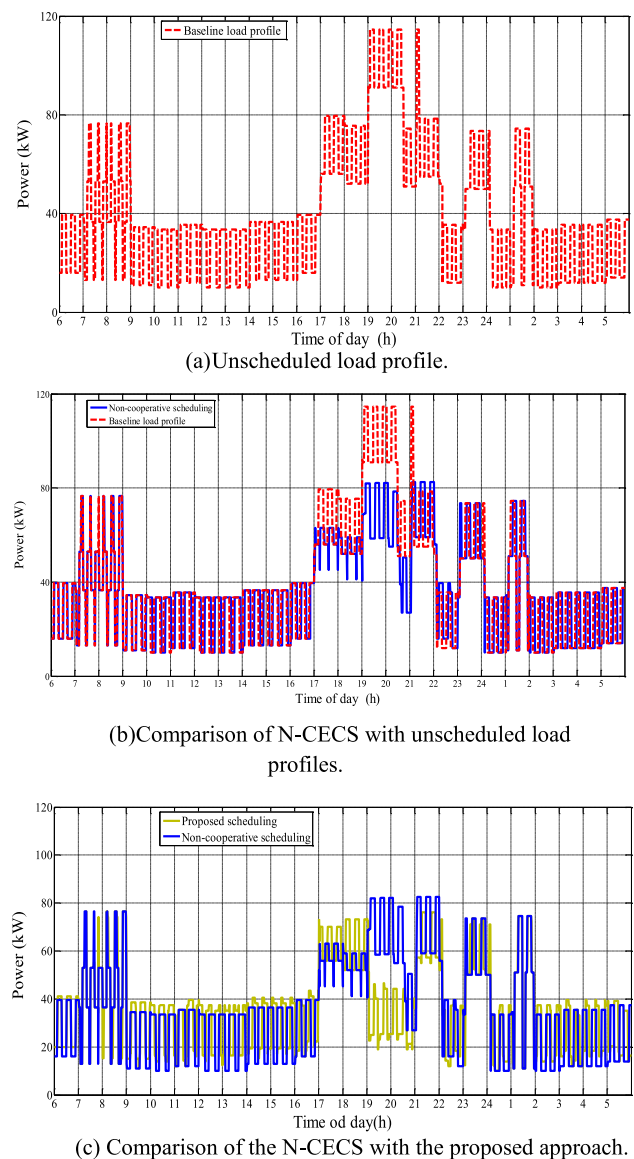 Baseline load profile
120
80
40
0
Power (kW)
6 7 8 9 10 11 12 13 14 15 16 17 18 19 20 21 22 23 24 1 2 3 4 5
Time of day (h)
(a)Unscheduled load profile.
Non-cooperative scheduling
Baseline load profile
120
80
40
0
Power (kW)
6 7 8 9 10 11 12 13 14 15 16 17 18 19 20 21 22 23 24 1 2 3 4 5
Time of day (h)
(b)Comparison of N-CECS with unscheduled load
profiles.
Proposed scheduling
Non-cooperative scheduling
120
100
80
60
40
20
0
Power (kW)
6 7 8 9 10 11 12 13 14 15 16 17 18 19 20 21 22 23 24 1 2 3 4 5
Time od day(h)
(c) Comparison of the N-CECS with the proposed approach.